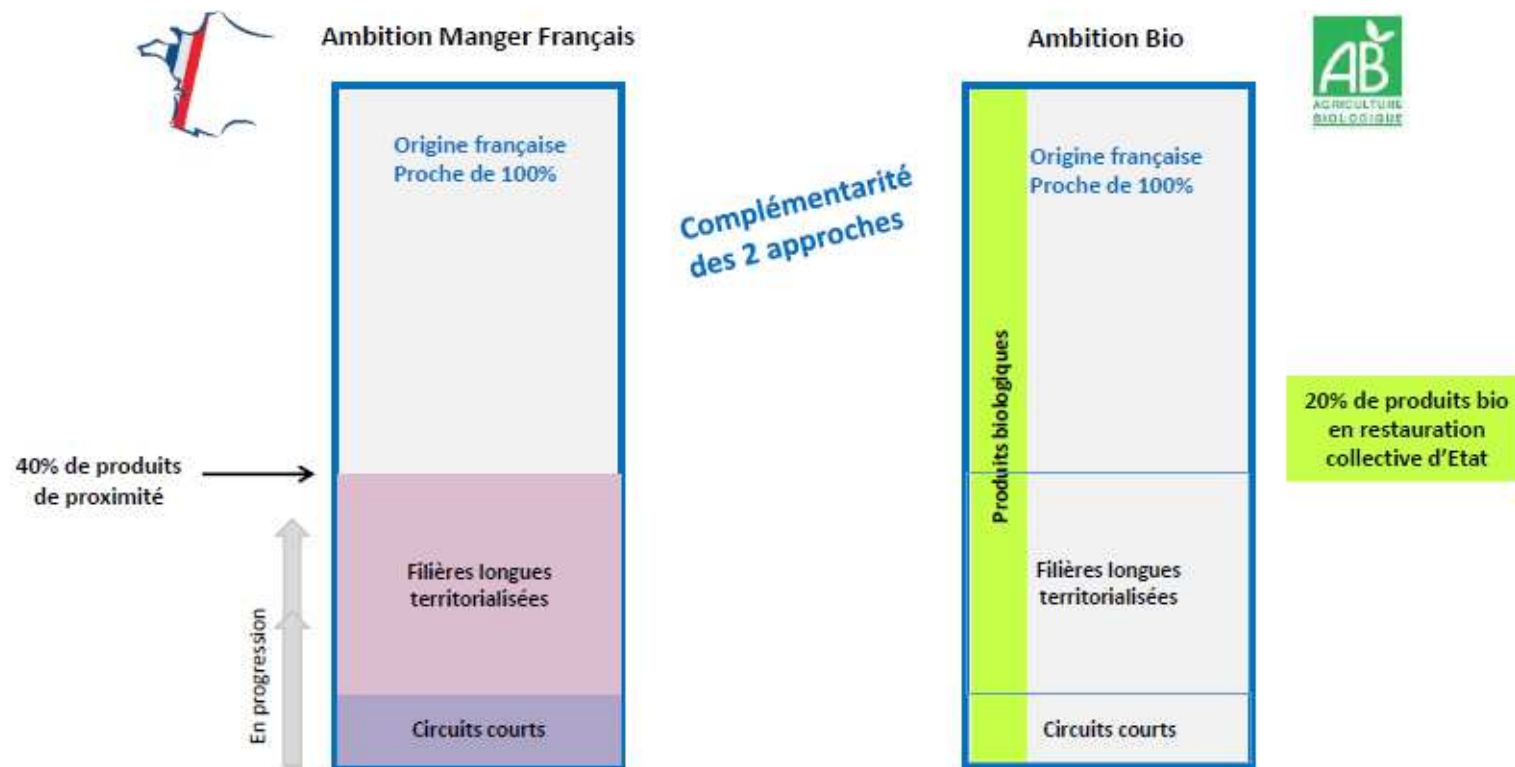 Ambition Manger Français
Ambition Bio
AB
AGRICULTURE
BIOLOGIQUE
Origine française
Proche de 100%
Complémentarité
des 2 approches
Origine française
Proche de 100%
Produits biologiques
20% de produits bio
en restauration
collective d'Etat
40% de produits
de proximité
En progression
Filières longues
territorialisées
Filières longues
territorialisées
Circuits courts
Circuits courts